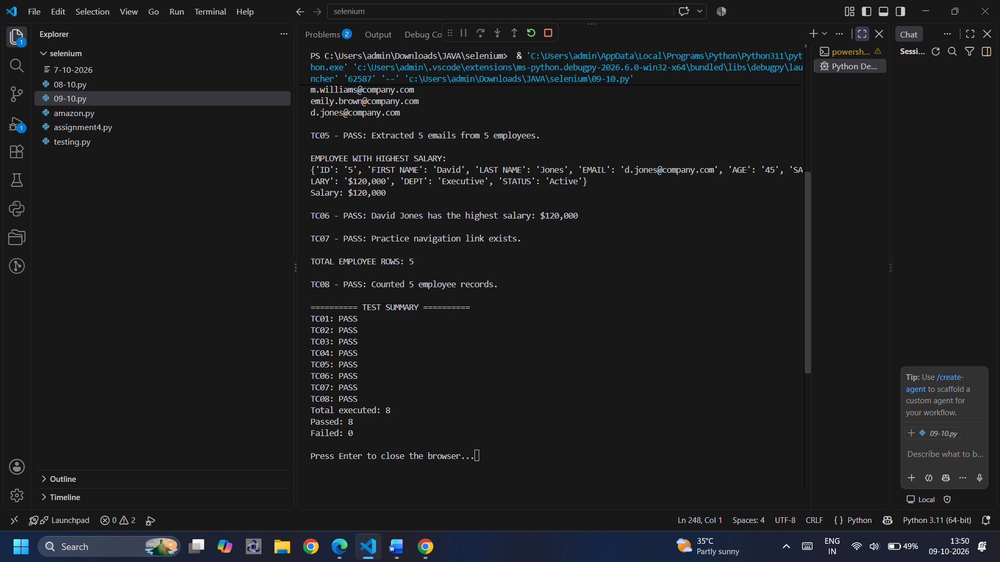 File Edit Selection View Go Run Terminal Help
selenium
Explorer
selenium
7-10-2026
08-10.py
09-10.py
amazon.py
assignment4.py
testing.py
Outline
Timeline
1
1
Problems 2 Output Debug Co
PS C:\Users\admin\Downloads\JAVA\selenium> & 'C:\Users\admin\AppData\Local\Programs\Python\Python311\pyt
hon.exe' 'c:\Users\admin\.vscode\extensions\ms-python.debugpy-2026.6.0-win32-x64\bundled\libs\debugpy\lau
ncher' '62587' '--' 'c:\Users\admin\Downloads\JAVA\selenium\09-10.py'
m.williams@company.com
emily.brown@company.com
d.jones@company.com
TC05 - PASS: Extracted 5 emails from 5 employees.
EMPLOYEE WITH HIGHEST SALARY:
{'ID': '5', 'FIRST NAME': 'David', 'LAST NAME': 'Jones', 'EMAIL': 'd.jones@company.com', 'AGE': '45', 'SA
LARY': '$120,000', 'DEPT': 'Executive', 'STATUS': 'Active'}
Salary: $120,000
TC06 - PASS: David Jones has the highest salary: $120,000
TC07 - PASS: Practice navigation link exists.
TOTAL EMPLOYEE ROWS: 5
TC08 - PASS: Counted 5 employee records.
========== TEST SUMMARY ==========
TC01: PASS
TC02: PASS
TC03: PASS
TC04: PASS
TC05: PASS
TC06: PASS
TC07: PASS
TC08: PASS
Total executed: 8
Passed: 8
Failed: 0
Press Enter to close the browser...
powersh...
Python De...
Chat
Sessi...
Tip: Use /create-
agent to scaffold a
custom agent for
your workflow.
09-10.py
Describe what to b...
Local
Launchpad 0 2
Ln 248, Col 1 Spaces: 4 UTF-8 CRLF { } Python Python 3.11 (64-bit)
Search
35°C
Partly sunny
ENG
IN
49%
13:50
09-10-2026